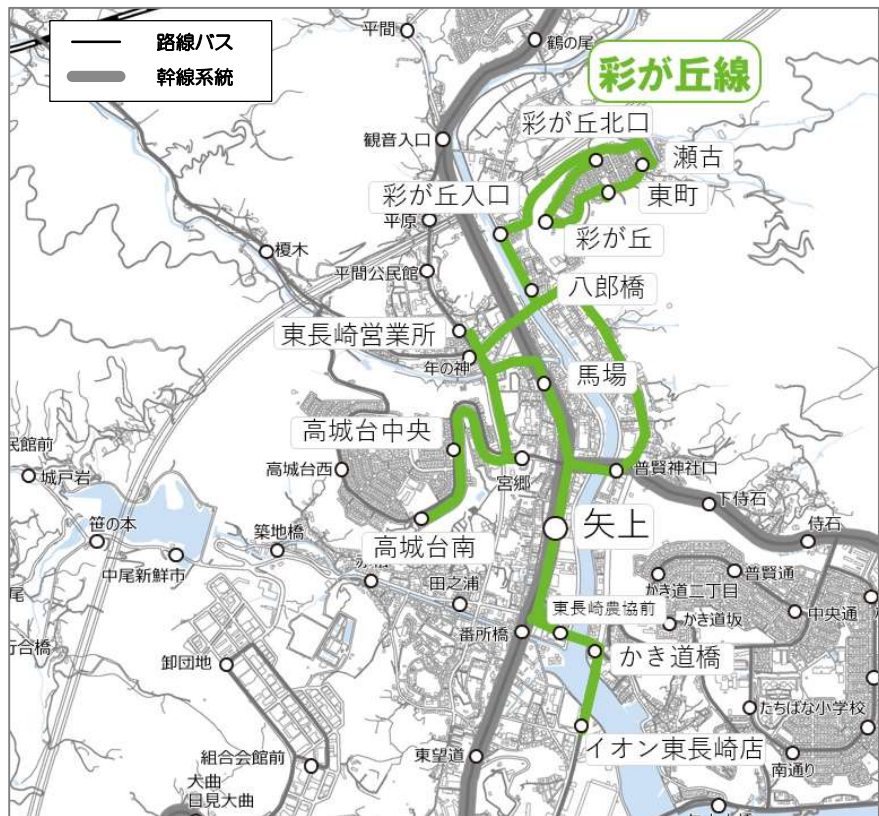 路線バス
幹線系統
平間
鶴の尾
彩が丘線
彩が丘北口
観音入口
瀬古
彩が丘入口
東町
平原
彩が丘
榎木
平間公民館
八郎橋
東長崎営業所
年の神
馬場
高城台中央
民館前
高城台西
宮郷
普賢神社口
城戸岩
下侍石
笹の本
築地橋
高城台南
矢上
侍石
中尾新鮮市
普賢通
尾
田之浦
かき道二丁目
東長崎農協前
中央通
かき道坂
行合橋
番所橋
かき道橋
卸団地
たちばな小学校
イオン東長崎店
組合会館前
東望道
南通り
大曲
日見大曲